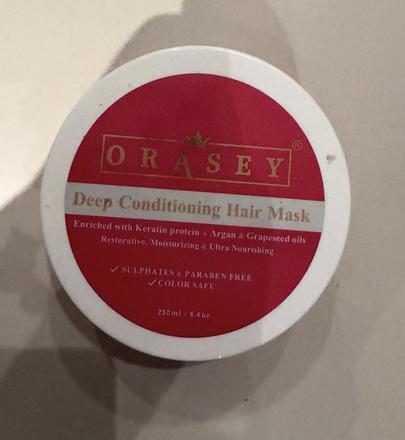 ORASEY®
Deep Conditioning Hair Mask
Enriched with Keratin protein + Argan & Grapeseed oils
Restorative, Moisturizing & Ultra Nourishing
✓ SULPHATES & PARABEN FREE
✓ COLOR SAFE
250ml / 8.4oz